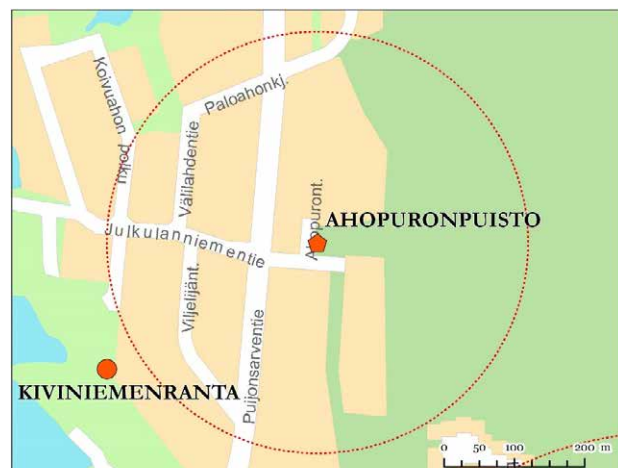 Koivuahon
polku
Paloahonkj.
Välilahdentie
Ahopuront.
AHOPURONPUISTO
Julkulanniementie
Viljelijänt.
Puijonsarventie
KIVINIEMENRANTA
0 50 100 200 m